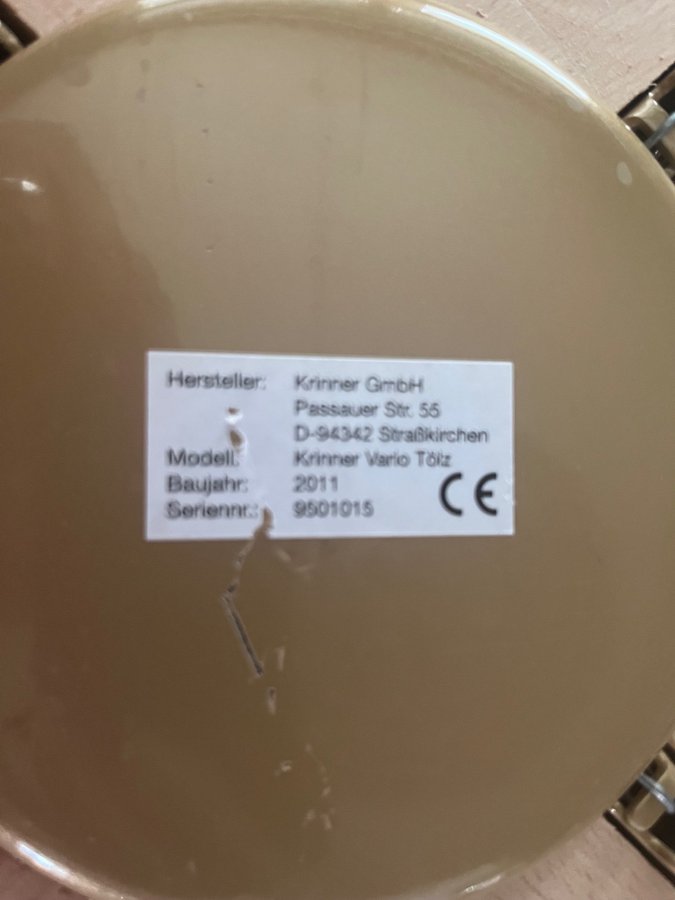 Hersteller: Krinner GmbH
Passauer Str. 55
D-94342 Straßkirchen
Modell: Krinner Vario Tölz
Baujahr: 2011
Seriennr.: 9501015
CE